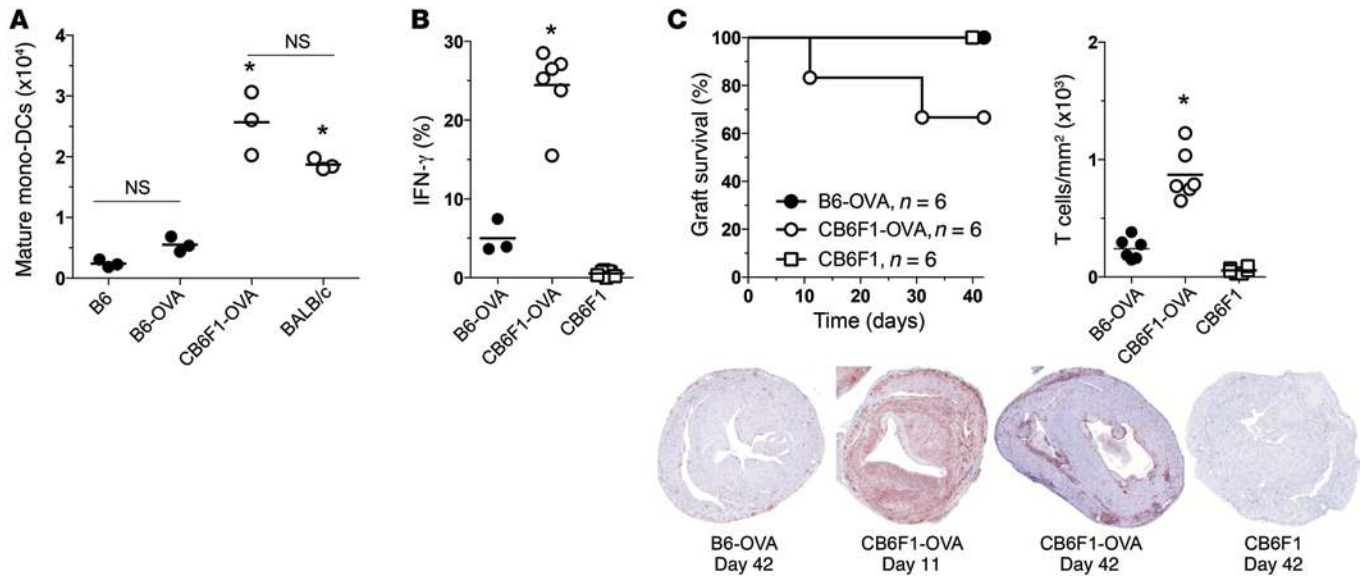 A
Mature mono-DCs (x10⁴)
4
3
2
1
0
NS
NS
*
*
B6
B6-OVA
CB6F1-OVA
BALB/c
B
IFN-γ (%)
30
20
10
0
*
B6-OVA
CB6F1-OVA
CB6F1
C
Graft survival (%)
100
80
60
40
20
0
B6-OVA, n = 6
CB6F1-OVA, n = 6
CB6F1, n = 6
0 10 20 30 40
Time (days)
T cells/mm² (x10³)
2
1
0
*
B6-OVA
CB6F1-OVA
CB6F1
B6-OVA
Day 42
CB6F1-OVA
Day 11
CB6F1-OVA
Day 42
CB6F1
Day 42